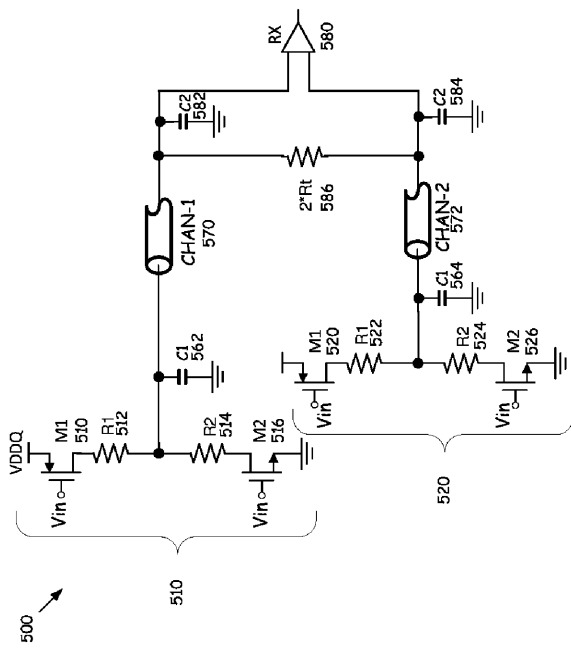 500
510
VDDQ
Vin
M1
510
R1
512
R2
514
M2
516
Vin
C1
562
CHAN-1
570
C2
582
RX
580
2*Rt
586
520
Vin
M1
520
R1
522
R2
524
M2
526
Vin
C1
564
CHAN-2
572
C2
584